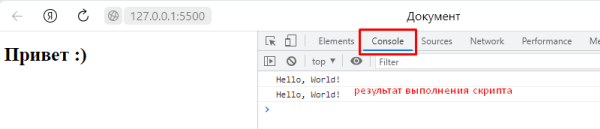 127.0.0.1:5500 Документ
Привет :)
Elements Console Sources Network Performance
top Filter
Hello, World!
Hello, World! результат выполнения скрипта